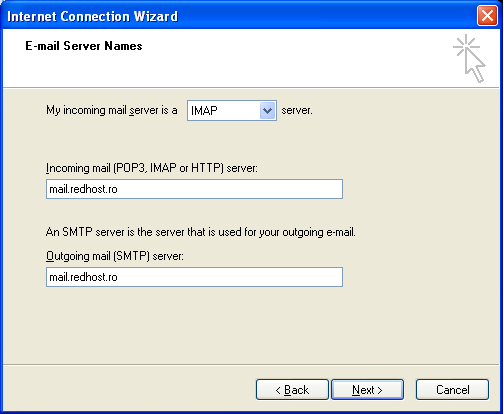 Internet Connection Wizard
E-mail Server Names
My incoming mail server is a IMAP server.
Incoming mail (POP3, IMAP or HTTP) server:
mail.redhost.ro
An SMTP server is the server that is used for your outgoing e-mail.
Outgoing mail (SMTP) server:
mail.redhost.ro
< Back Next > Cancel